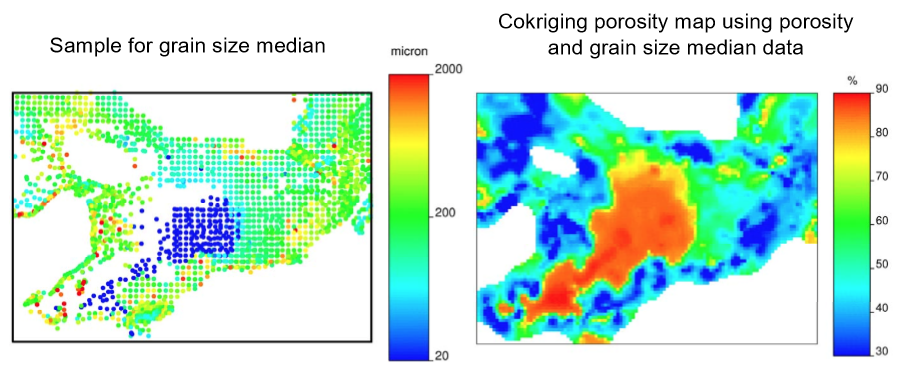 Sample for grain size median
micron
2000
200
20
Cokriging porosity map using porosity
and grain size median data
%
90
80
70
60
50
40
30